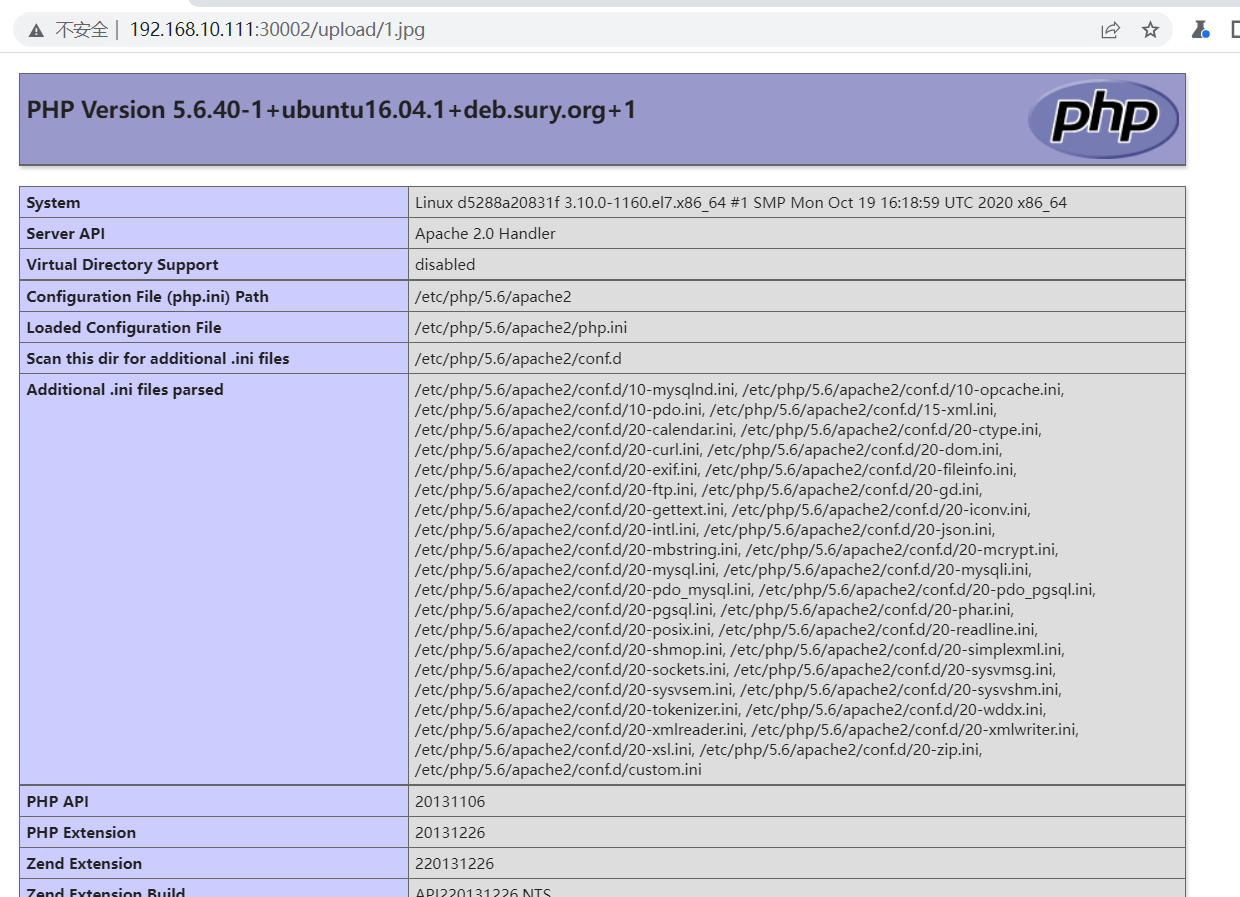 不安全 192.168.10.111:30002/upload/1.jpg
PHP Version 5.6.40-1+ubuntu16.04.1+deb.sury.org+1
php
System Linux d5288a20831f 3.10.0-1160.el7.x86_64 #1 SMP Mon Oct 19 16:18:59 UTC 2020 x86_64
Server API Apache 2.0 Handler
Virtual Directory Support disabled
Configuration File (php.ini) Path /etc/php/5.6/apache2
Loaded Configuration File /etc/php/5.6/apache2/php.ini
Scan this dir for additional .ini files /etc/php/5.6/apache2/conf.d
Additional .ini files parsed /etc/php/5.6/apache2/conf.d/10-mysqlnd.ini, /etc/php/5.6/apache2/conf.d/10-opcache.ini,
/etc/php/5.6/apache2/conf.d/10-pdo.ini, /etc/php/5.6/apache2/conf.d/15-xml.ini,
/etc/php/5.6/apache2/conf.d/20-calendar.ini, /etc/php/5.6/apache2/conf.d/20-ctype.ini,
/etc/php/5.6/apache2/conf.d/20-curl.ini, /etc/php/5.6/apache2/conf.d/20-dom.ini,
/etc/php/5.6/apache2/conf.d/20-exif.ini, /etc/php/5.6/apache2/conf.d/20-fileinfo.ini,
/etc/php/5.6/apache2/conf.d/20-ftp.ini, /etc/php/5.6/apache2/conf.d/20-gd.ini,
/etc/php/5.6/apache2/conf.d/20-gettext.ini, /etc/php/5.6/apache2/conf.d/20-iconv.ini,
/etc/php/5.6/apache2/conf.d/20-intl.ini, /etc/php/5.6/apache2/conf.d/20-json.ini,
/etc/php/5.6/apache2/conf.d/20-mbstring.ini, /etc/php/5.6/apache2/conf.d/20-mcrypt.ini,
/etc/php/5.6/apache2/conf.d/20-mysql.ini, /etc/php/5.6/apache2/conf.d/20-mysqli.ini,
/etc/php/5.6/apache2/conf.d/20-pdo_mysql.ini, /etc/php/5.6/apache2/conf.d/20-pdo_pgsql.ini,
/etc/php/5.6/apache2/conf.d/20-pgsql.ini, /etc/php/5.6/apache2/conf.d/20-phar.ini,
/etc/php/5.6/apache2/conf.d/20-posix.ini, /etc/php/5.6/apache2/conf.d/20-readline.ini,
/etc/php/5.6/apache2/conf.d/20-shmop.ini, /etc/php/5.6/apache2/conf.d/20-simplexml.ini,
/etc/php/5.6/apache2/conf.d/20-sockets.ini, /etc/php/5.6/apache2/conf.d/20-sysvmsg.ini,
/etc/php/5.6/apache2/conf.d/20-sysvsem.ini, /etc/php/5.6/apache2/conf.d/20-sysvshm.ini,
/etc/php/5.6/apache2/conf.d/20-tokenizer.ini, /etc/php/5.6/apache2/conf.d/20-wddx.ini,
/etc/php/5.6/apache2/conf.d/20-xmlreader.ini, /etc/php/5.6/apache2/conf.d/20-xmlwriter.ini,
/etc/php/5.6/apache2/conf.d/20-xsl.ini, /etc/php/5.6/apache2/conf.d/20-zip.ini,
/etc/php/5.6/apache2/conf.d/custom.ini
PHP API 20131106
PHP Extension 20131226
Zend Extension 220131226
Zend Extension Build API220131226,NTS